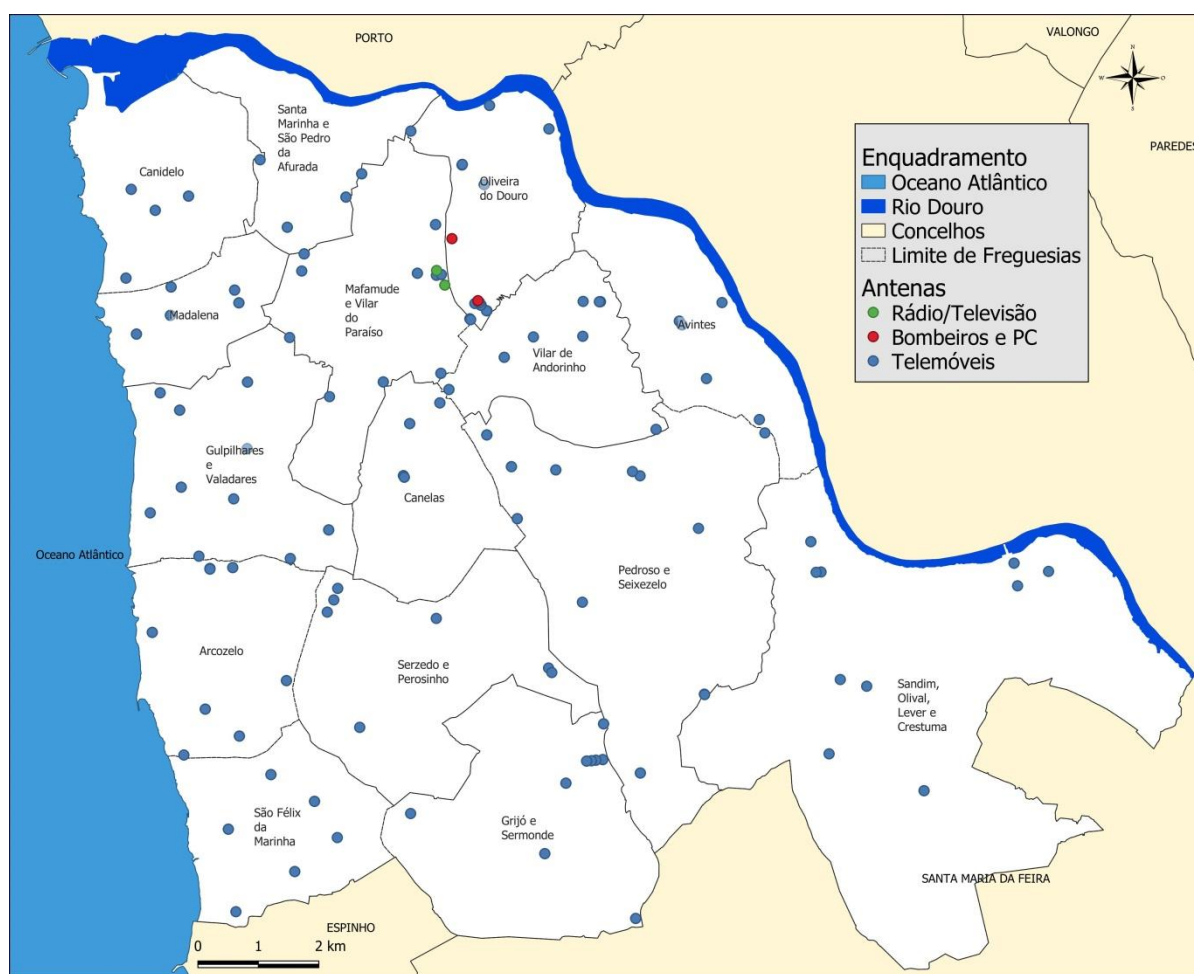 PORTO
VALONGO
N
W
O
S
Santa
Marinha e
São Pedro
da
Afurada
PAREDES
Enquadramento
Oceano Atlântico
Rio Douro
Concelhos
Limite de Freguesias
Antenas
Rádio/Televisão
Bombeiros e PC
Telemóveis
Canidelo
Oliveira
do Douro
Mafamude
e Vilar
do
Paraíso
Madalena
Avintes
Vilar de
Andorinho
Gulpilhares
e
Valadares
Canelas
Oceano Atlântico
Pedroso e
Seixezelo
Arcozelo
Serzedo e
Perosinho
Sandim,
Olival,
Lever e
Crestuma
São Félix
da
Marinha
Grijó e
Sermonde
SANTA MARIA DA FEIRA
ESPINHO
0 1 2 km